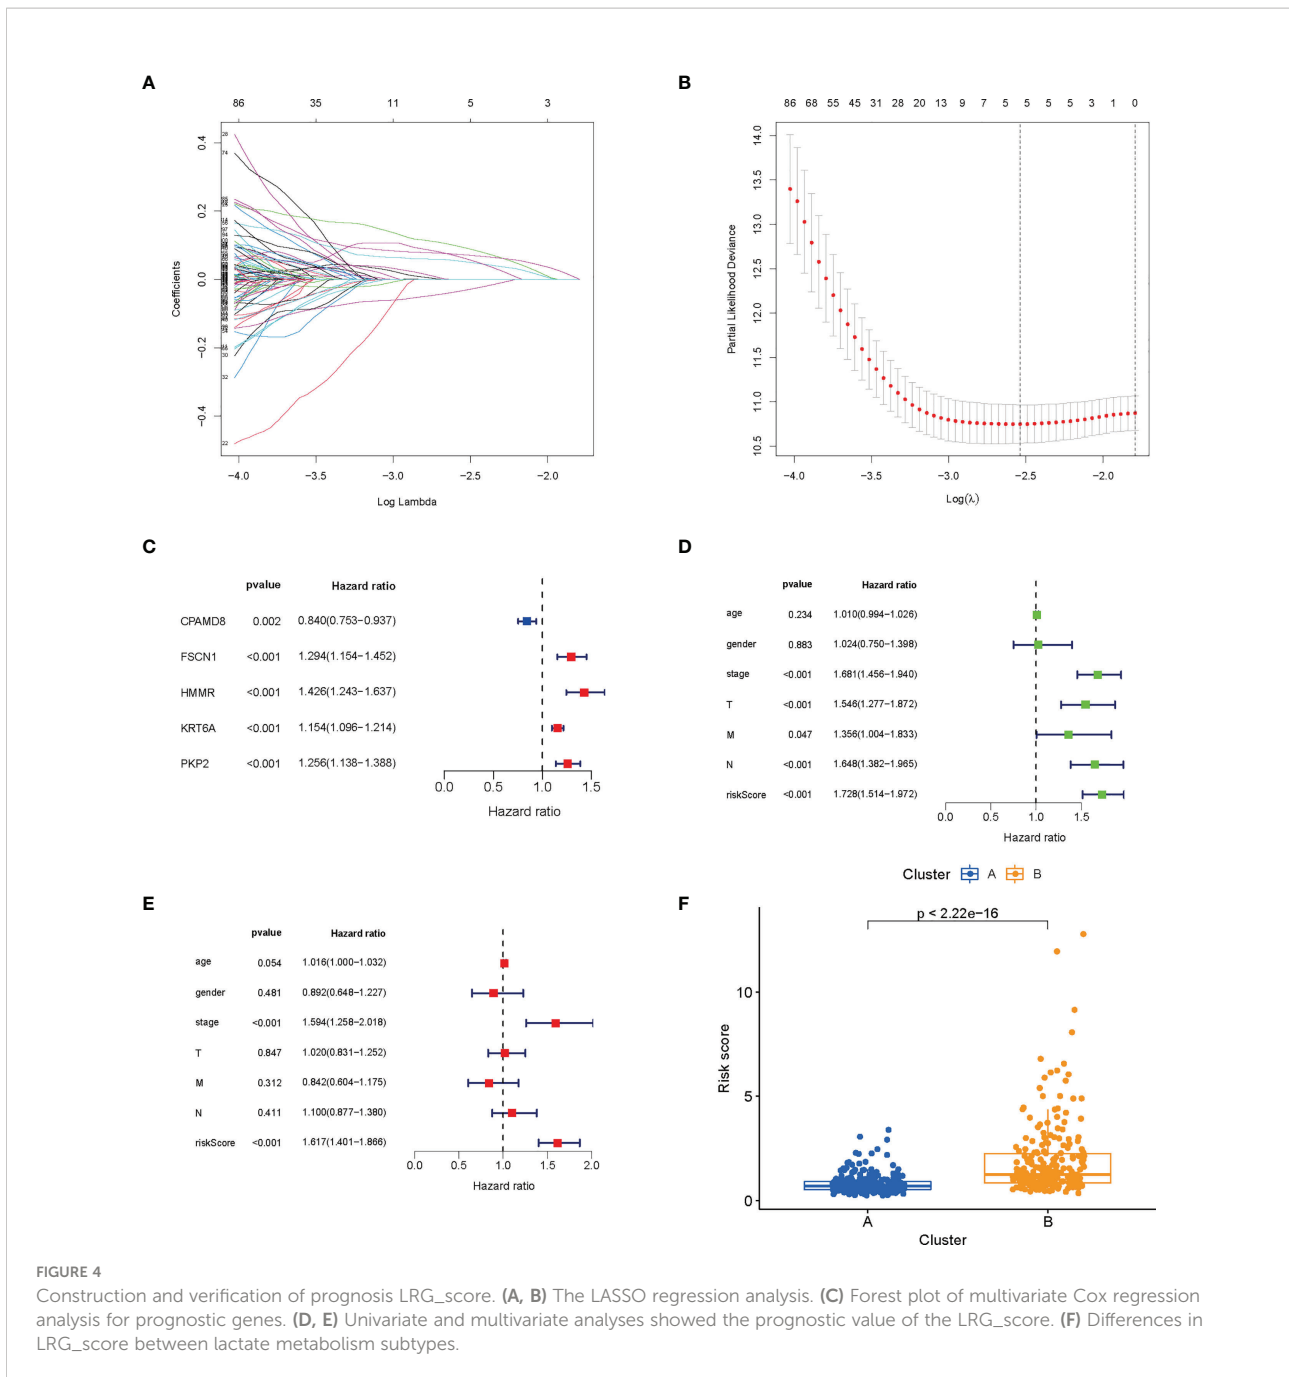 A
86 35 11 5 3
0.4
0.2
0.0
−0.2
−0.4
Coefficients
28
74
97
94
30
32
22
−4.0 −3.5 −3.0 −2.5 −2.0
Log Lambda
B
86 68 55 45 31 28 20 13 9 7 5 5 5 5 3 1 0
14.0
13.5
13.0
12.5
12.0
11.5
11.0
10.5
Partial Likelihood Deviance
−4.0 −3.5 −3.0 −2.5 −2.0
Log(λ)
C
pvalue Hazard ratio
CPAMD8 0.002 0.840(0.753−0.937)
FSCN1 <0.001 1.294(1.154−1.452)
HMMR <0.001 1.426(1.243−1.637)
KRT6A <0.001 1.154(1.096−1.214)
PKP2 <0.001 1.256(1.138−1.388)
0.0 0.5 1.0 1.5
Hazard ratio
D
pvalue Hazard ratio
age 0.234 1.010(0.994−1.026)
gender 0.883 1.024(0.750−1.398)
stage <0.001 1.681(1.456−1.940)
T <0.001 1.546(1.277−1.872)
M 0.047 1.356(1.004−1.833)
N <0.001 1.648(1.382−1.965)
riskScore <0.001 1.728(1.514−1.972)
0.0 0.5 1.0 1.5
Hazard ratio
E
pvalue Hazard ratio
age 0.054 1.016(1.000−1.032)
gender 0.481 0.892(0.648−1.227)
stage <0.001 1.594(1.258−2.018)
T 0.847 1.020(0.831−1.252)
M 0.312 0.842(0.604−1.175)
N 0.411 1.100(0.877−1.380)
riskScore <0.001 1.617(1.401−1.866)
0.0 0.5 1.0 1.5 2.0
Hazard ratio
F
Cluster A B
p < 2.22e−16
10
5
0
Risk score
A B
Cluster
FIGURE 4
Construction and verification of prognosis LRG_score. (A, B) The LASSO regression analysis. (C) Forest plot of multivariate Cox regression
analysis for prognostic genes. (D, E) Univariate and multivariate analyses showed the prognostic value of the LRG_score. (F) Differences in
LRG_score between lactate metabolism subtypes.